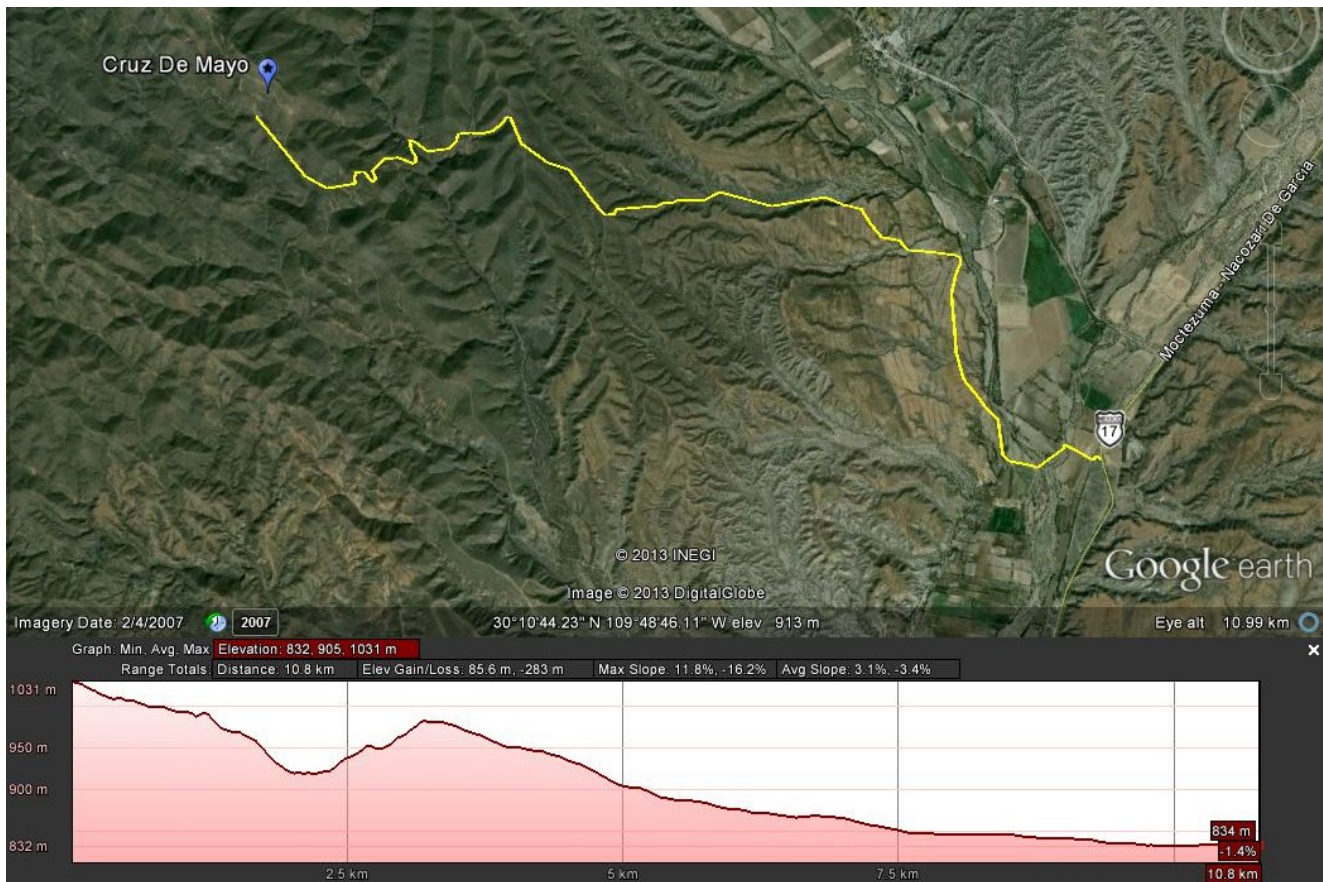 Cruz De Mayo
Moctezuma - Nacozari De García
MEXICO
17
© 2013 INEGI
Google earth
Image © 2013 DigitalGlobe
Imagery Date: 2/4/2007 2007 30°10'44.23" N 109°48'46.11" W elev 913 m Eye alt 10.99 km
Graph: Min, Avg, Max Elevation: 832, 905, 1031 m
Range Totals: Distance: 10.8 km Elev Gain/Loss: 85.6 m, -283 m Max Slope: 11.8%, -16.2% Avg Slope: 3.1%, -3.4%
1031 m
950 m
900 m
834 m
832 m
-1.4%
2.5 km 5 km 7.5 km 10.8 km